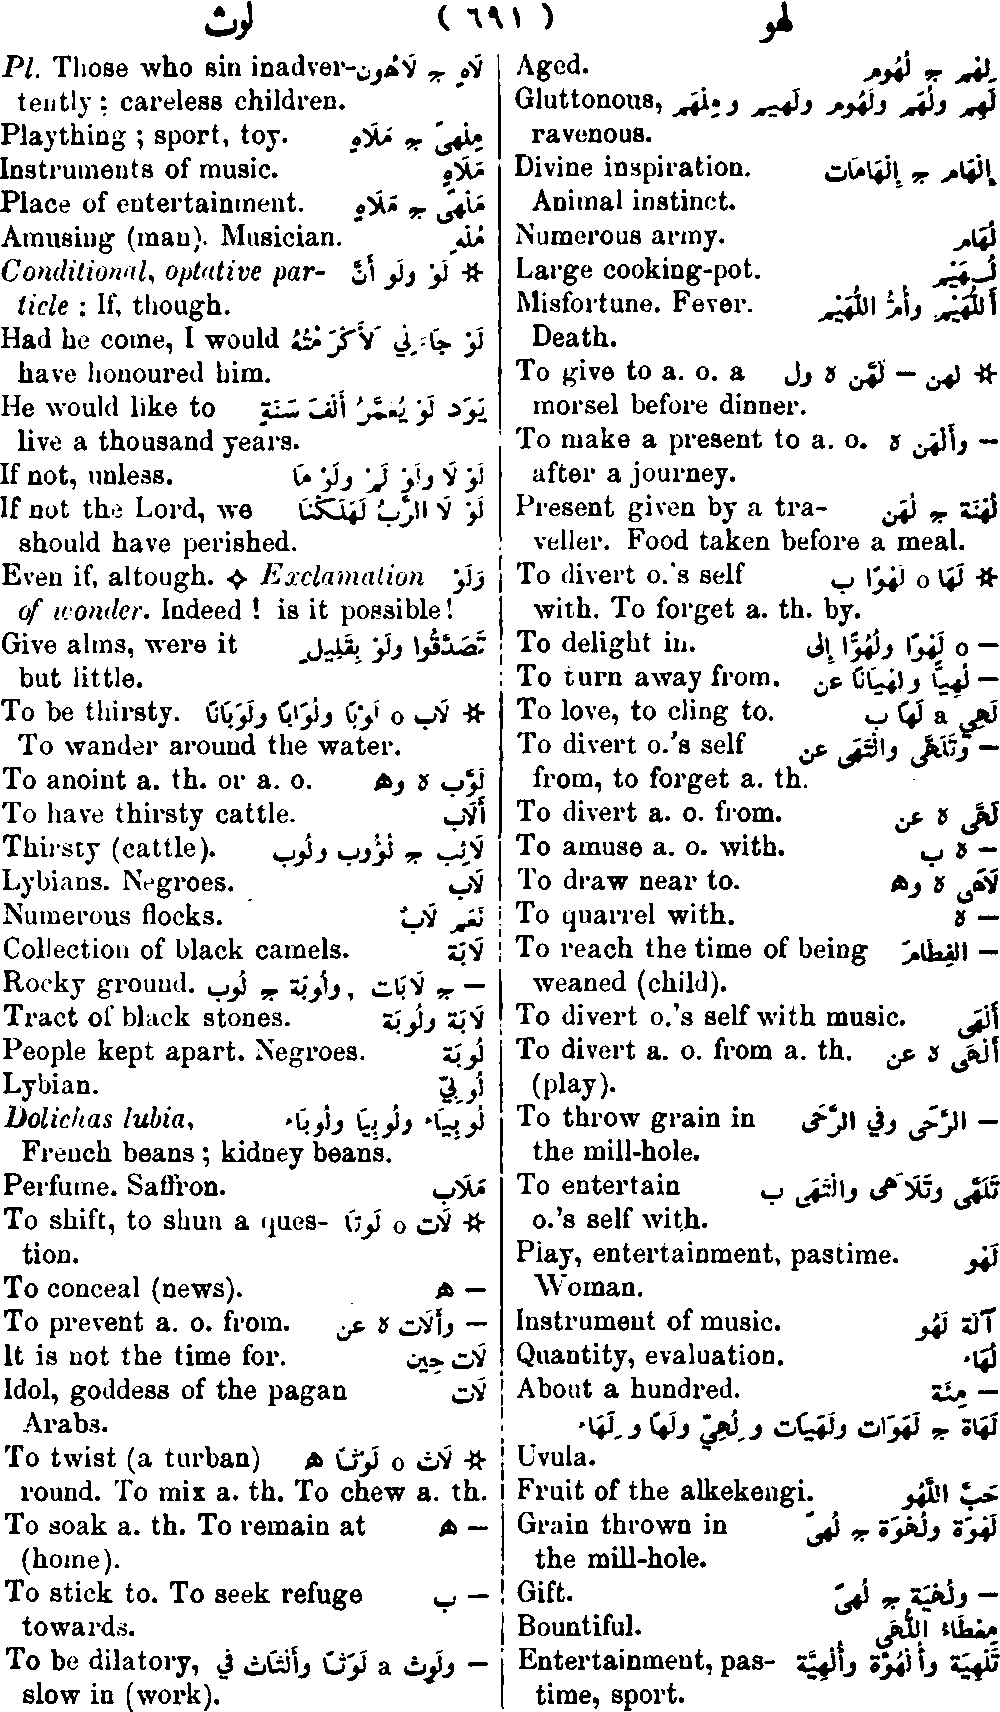 لوث ( ٦٩١ ) لهو
Aged. لِهْم ج لُهُوم
Gluttonous, لَهِم ولُهَم ولَهُوم ولَهِيم ومِلْهَم
ravenous.
Divine inspiration. إِلْهَام ج إِلْهَامَات
Animal instinct.
Numerous army. لُهَام
Large cooking-pot. لُهَيْم
Misfortune. Fever. أَللُّهَيْم وأُمّ اللُّهَيْم
Death.
To give to a. o. a لهن – لَهَّن ه ول ☆
morsel before dinner.
To make a present to a. o. وأَلْهَن ه –
after a journey.
Present given by a tra- لُهْنَة ج لُهَن
veller. Food taken before a meal.
To divert o.'s self لَهَا o لَهْوًا ب ☆
with. To forget a. th. by.
To delight in. o لَهْوًا ولُهُوًّا إِلى –
To turn away from. لُهِيًّا ولِهْيَانًا عن –
To love, to cling to. لَهِيَ a لَهًا ب
To divert o.'s self وتَلَهَّى والْتَهَى عن –
from, to forget a. th.
To divert a. o. from. لَهَّى ه عن
To amuse a. o. with. ه ب –
To draw near to. لَاهَى ه وه
To quarrel with. ه –
To reach the time of being الفِطَامَ –
weaned (child).
To divert o.'s self with music. أَلْهَى
To divert a. o. from a. th. أَلْهَى ه عن
(play).
To throw grain in الرَّحَى وفي الرَّحَى –
the mill-hole.
To entertain تَلَهَّى وتَلَاهَى والْتَهَى ب
o.'s self with.
Play, entertainment, pastime. لَهْو
Woman.
Instrument of music. آلَة لَهْو
Quantity, evaluation. لُهَاء
About a hundred. مِئَة –
لَهَاة ج لَهَوَات ولَهَيَات ولُهِيّ ولَهًا ولِهَاء
Uvula.
Fruit of the alkekengi. حَبّ اللَّهْو
Grain thrown in لَهْوَة ولُهْوَة ج لُهًى
the mill-hole.
Gift. ولُهْيَة ج لُهًى –
Bountiful. مِعْطَاء اللُّهَى
Entertainment, pas- تَلْهِيَة وأُلْهُوَّة وأُلْهِيَّة
time, sport.
Pl. Those who sin inadver- لَاهٍ ج لَاهُون
tently ; careless children.
Plaything ; sport, toy. مِلْهًى ج مَلَاهٍ
Instruments of music. مَلَاهٍ
Place of entertainment. مَلْهًى ج مَلَاهٍ
Amusing (man). Musician. مُلْهٍ
Conditional, optative par- لَوْ ولَو أَنَّ ☆
ticle : If, though.
Had he come, I would لَوْ جَاءَنِي لَأَكْرَمْتُهُ
have honoured him.
He would like to يَوَد لَوْ يُعَمَّرُ أَلْفَ سَنَةٍ
live a thousand years.
If not, unless. لَوْ لَا ولَوْ لَمْ ولَوْ مَا
If not the Lord, we لَوْ لَا الرَّبُّ لَهَلَكْنَا
should have perished.
Even if, altough. ❖ Exclamation وَلَوْ
of wonder. Indeed ! is it possible!
Give alms, were it تَصَدَّقُوا ولَوْ بِقَلِيل
but little.
To be thirsty. لَاب o لَوْبًا ولُوَابًا ولَوَبَانًا ☆
To wander around the water.
To anoint a. th. or a. o. لَوَّب ه وه
To have thirsty cattle. أَلَاب
Thirsty (cattle). لَائِب ج لُؤُوب ولُوب
Lybians. Negroes. لَاب
Numerous flocks. نَعَم لَابٌ
Collection of black camels. لَابَة
Rocky ground. – ج لَابَات, ولُوبَة ج لُوب
Tract of black stones. لَابَة ولُوبَة
People kept apart. Negroes. لُوبَة
Lybian. لُوبِيّ
Dolichas lubia, لُوبِيَاء ولُوبِيَا ولُوبَاء
French beans ; kidney beans.
Perfume. Saffron. مَلَاب
To shift, to shun a ques- لَات o لَوْتًا ☆
tion.
To conceal (news). ه –
To prevent a. o. from. وأَلَات ه عن –
It is not the time for. لَات حِين
Idol, goddess of the pagan لَات
Arabs.
To twist (a turban) لَاث o لَوْثًا ه ☆
round. To mix a. th. To chew a. th.
To soak a. th. To remain at ه –
(home).
To stick to. To seek refuge ب –
towards.
To be dilatory, ولَوِث a لَوَثًا وألْتَاث في –
slow in (work).